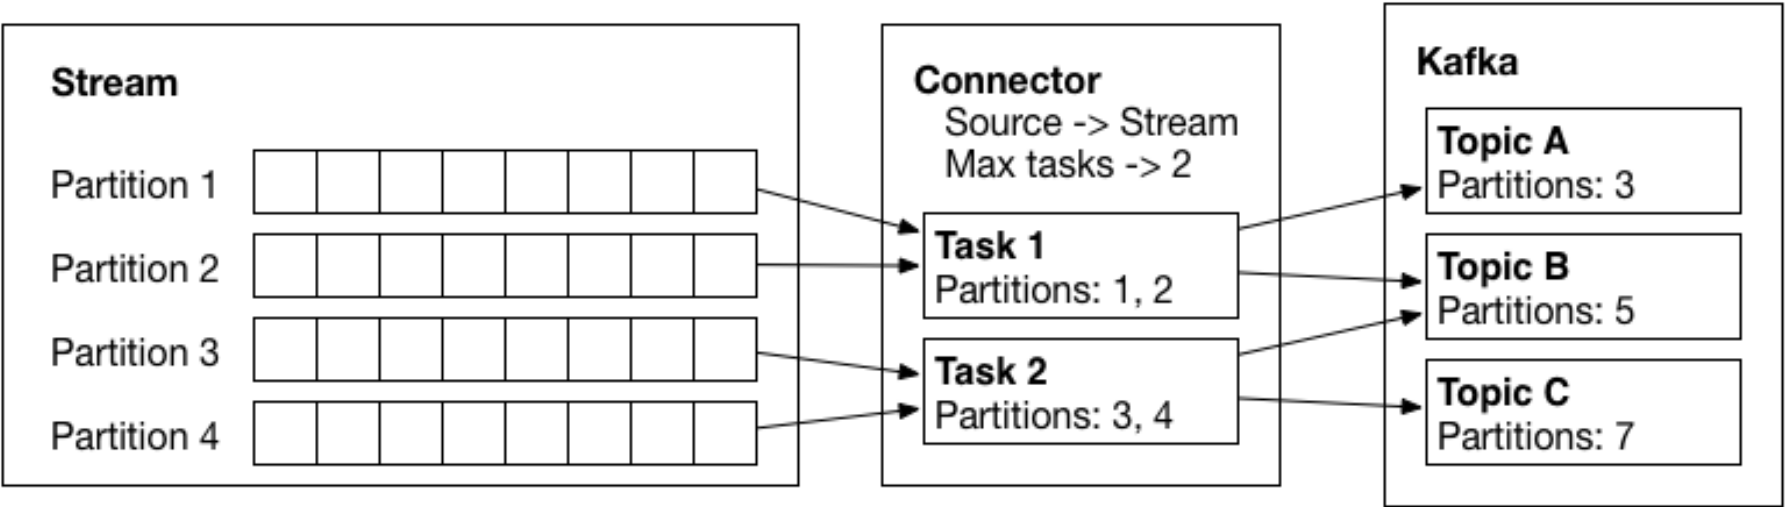 Stream
Partition 1
Partition 2
Partition 3
Partition 4
Connector
Source -> Stream
Max tasks -> 2
Task 1
Partitions: 1, 2
Task 2
Partitions: 3, 4
Kafka
Topic A
Partitions: 3
Topic B
Partitions: 5
Topic C
Partitions: 7